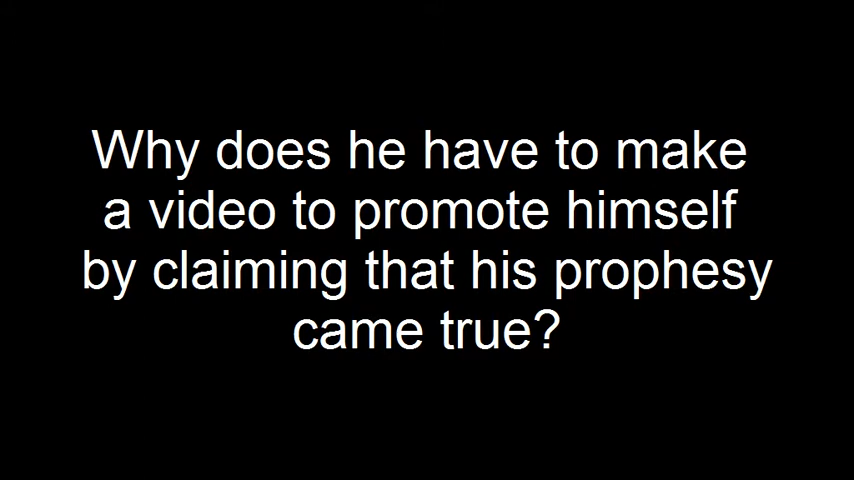 Why does he have to make
a video to promote himself
by claiming that his prophesy
came true?